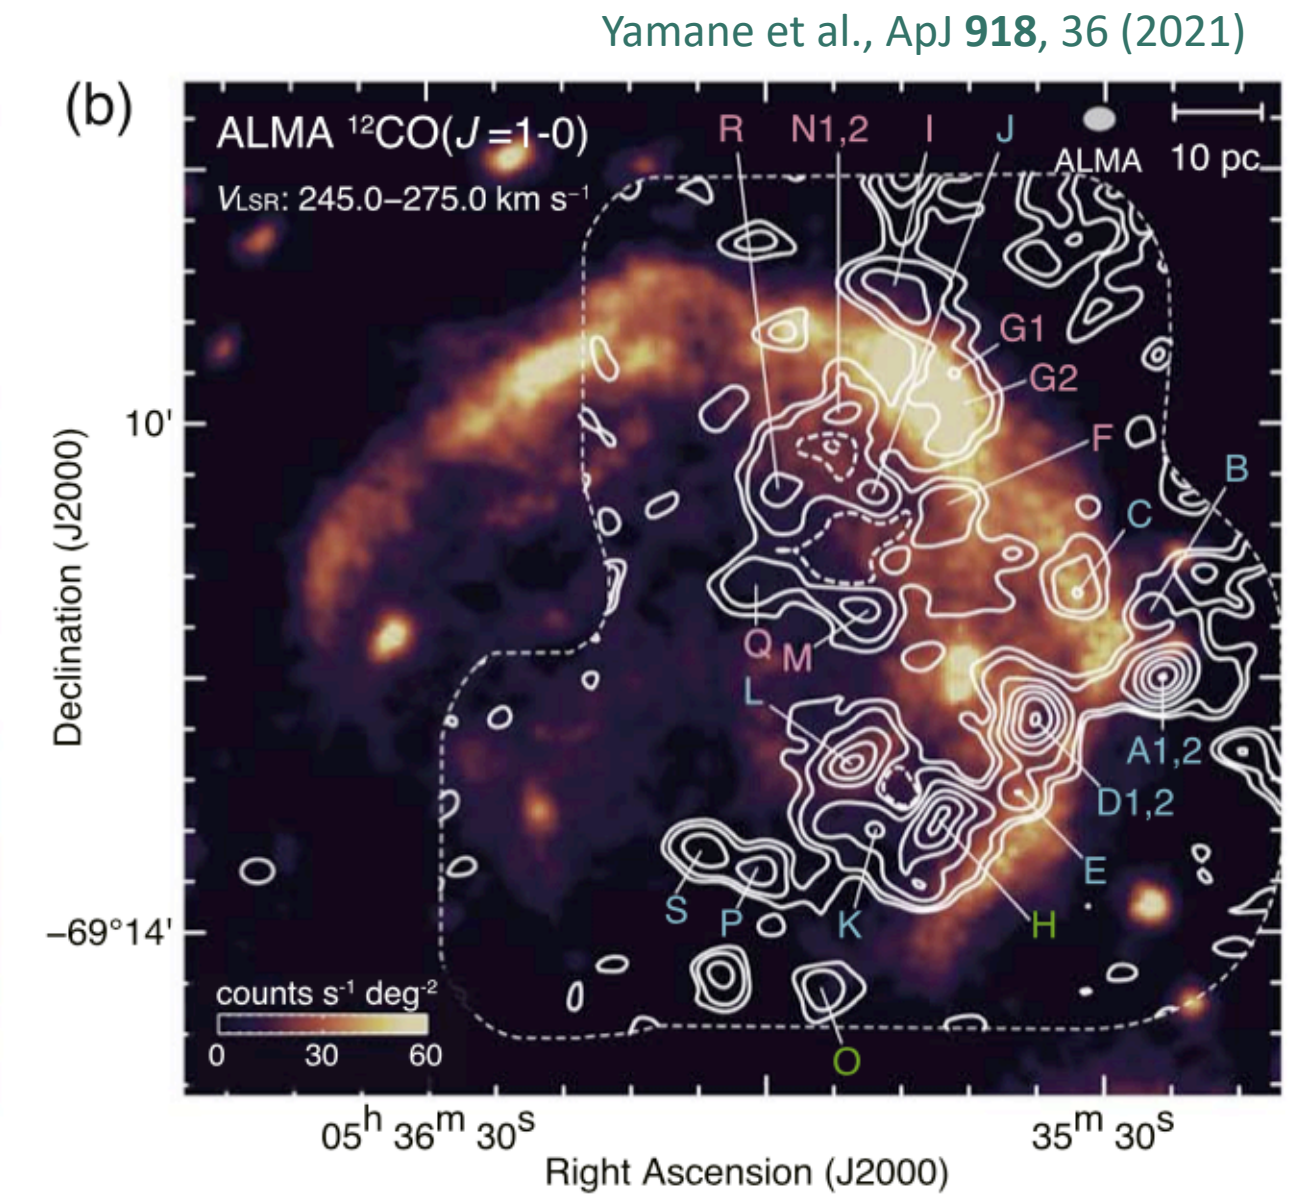 Yamane et al., ApJ 918, 36 (2021)
(b)
ALMA ¹²CO(J=1-0)
VLSR: 245.0–275.0 km s⁻¹
R N1,2 I J
ALMA 10 pc
G1
G2
F
B
C
Q M
L
A1,2
D1,2
E
S P K H
O
10'
−69°14'
Declination (J2000)
counts s⁻¹ deg⁻²
0 30 60
05ʰ 36ᵐ 30ˢ 35ᵐ 30ˢ
Right Ascension (J2000)